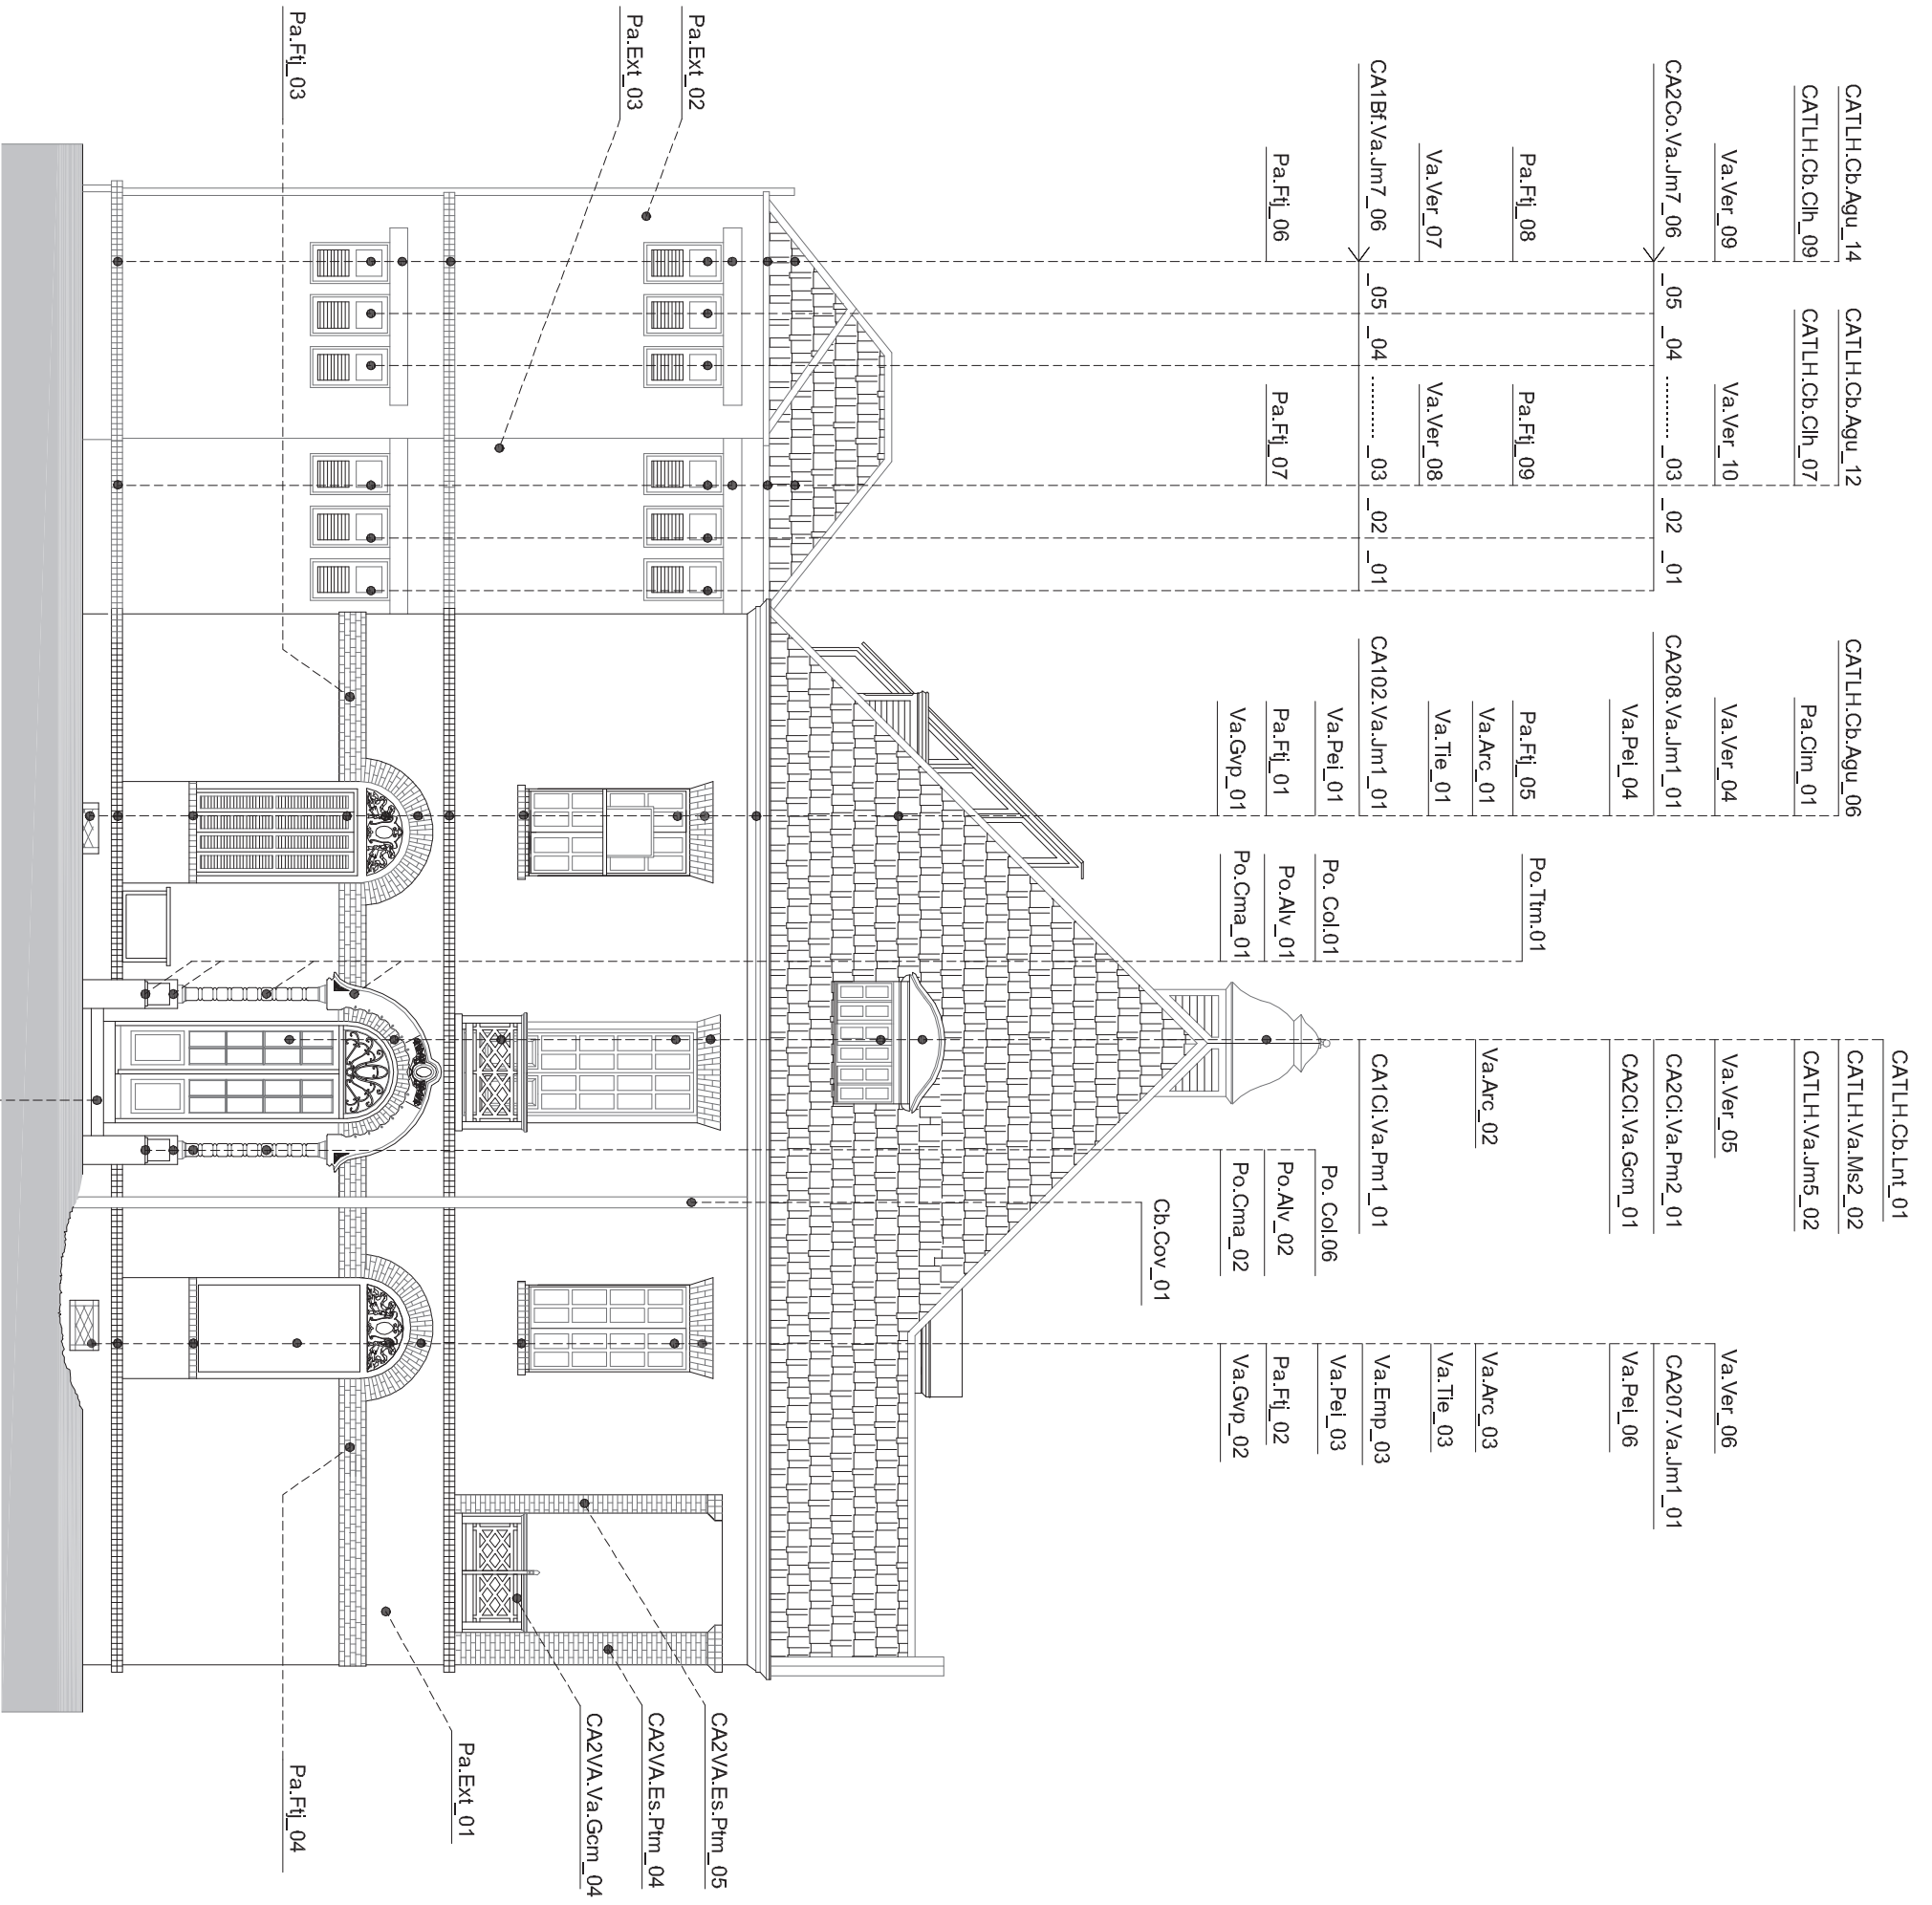 CATLH.Cb.Lnt_01
CATLH.Va.Ms2_02
CATLH.Va.Jm5_02
Va.Ver_05
CA2Ci.Va.Pm2_01
CA2Ci.Va.Gcm_01
Va.Arc_02
CA1Ci.Va.Pm1_01
CATLH.Cb.Agu_14
CATLH.Cb.Clh_09
Va.Ver_09
CA2Co.Va.Jm7_06 _05 _04 ......... _03 _02 _01
Pa.Ftj_08
Va.Ver_07
CA1Bf.Va.Jm7_06 _05 _04 ......... _03 _02 _01
Pa.Ftj_06
CATLH.Cb.Agu_12
CATLH.Cb.Clh_07
Va.Ver_10
Pa.Ftj_09
Va.Ver_08
Pa.Ftj_07
CATLH.Cb.Agu_06
Pa.Cim_01
Va.Ver_04
CA208.Va.Jm1_01
Va.Pei_04
Pa.Ftj_05
Va.Arc_01
Va.Tie_01
CA102.Va.Jm1_01
Va.Pei_01
Pa.Ftj_01
Va.Gvp_01
Po.Ttm.01
Po. Col.01
Po.Alv_01
Po.Cma_01
Po. Col.06
Po.Alv_02
Po.Cma_02
Cb.Cov_01
Va.Ver_06
CA207.Va.Jm1_01
Va.Pei_06
Va.Arc_03
Va.Tie_03
Va.Emp_03
Va.Pei_03
Pa.Ftj_02
Va.Gvp_02
Pa.Ext_02
Pa.Ext_03
Pa.Ftj_03
CA2VA.Es.Ptm_05
CA2VA.Es.Ptm_04
CA2VA.Va.Gcm_04
Pa.Ext_01
Pa.Ftj_04